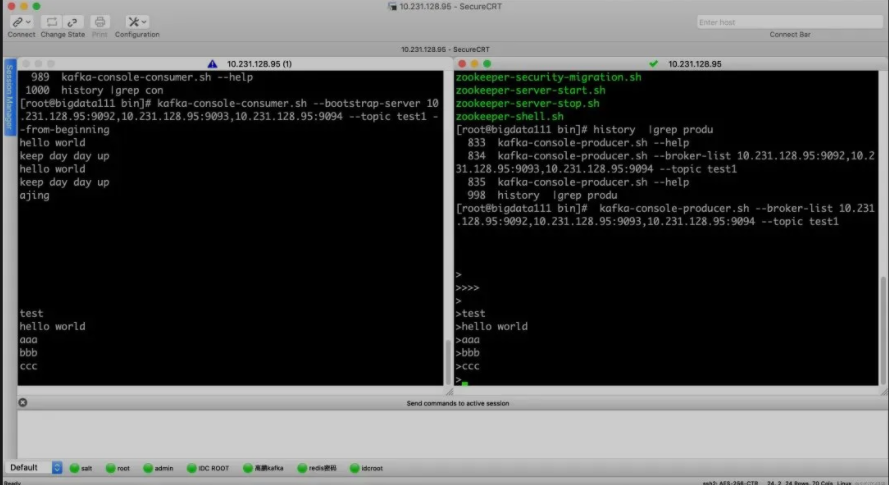 10.231.128.95 - SecureCRT
Connect Change State Print Configuration
Enter host
Connect Bar
10.231.128.95 - SecureCRT
Session Manager
10.231.128.95 (1)
989 kafka-console-consumer.sh --help
1000 history |grep con
[root@bigdata111 bin]# kafka-console-consumer.sh --bootstrap-server 10
.231.128.95:9092,10.231.128.95:9093,10.231.128.95:9094 --topic test1 -
-from-beginning
hello world
keep day day up
hello world
keep day day up
ajing
test
hello world
aaa
bbb
ccc
10.231.128.95
zookeeper-security-migration.sh
zookeeper-server-start.sh
zookeeper-server-stop.sh
zookeeper-shell.sh
[root@bigdata111 bin]# history |grep produ
833 kafka-console-producer.sh --help
834 kafka-console-producer.sh --broker-list 10.231.128.95:9092,10.2
31.128.95:9093,10.231.128.95:9094 --topic test1
835 kafka-console-producer.sh --help
998 history |grep produ
[root@bigdata111 bin]# kafka-console-producer.sh --broker-list 10.231
.128.95:9092,10.231.128.95:9093,10.231.128.95:9094 --topic test1
>
>>>>
>
>test
>hello world
>aaa
>bbb
>ccc
>
Send commands to active session
Default salt root admin IDC ROOT 高鹏kafka redis密码 idcroot
Ready ssh2: AES-256-CTR 24, 2 24 Rows, 70 Cols Linux